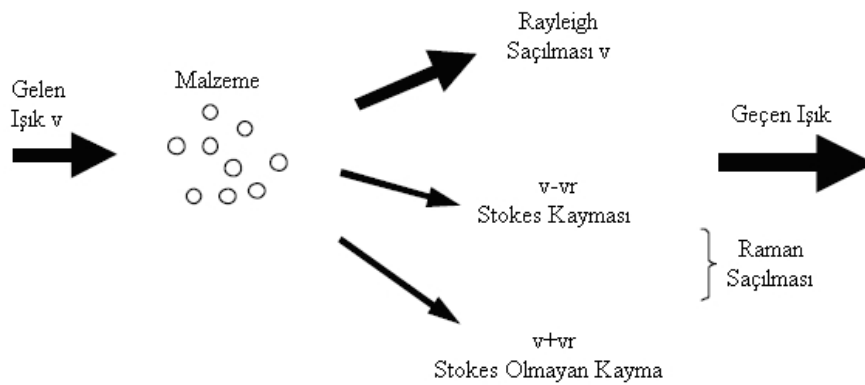 Gelen
Işık v
Malzeme
Rayleigh
Saçılması v
v-vr
Stokes Kayması
v+vr
Stokes Olmayan Kayma
Geçen Işık
Raman
Saçılması